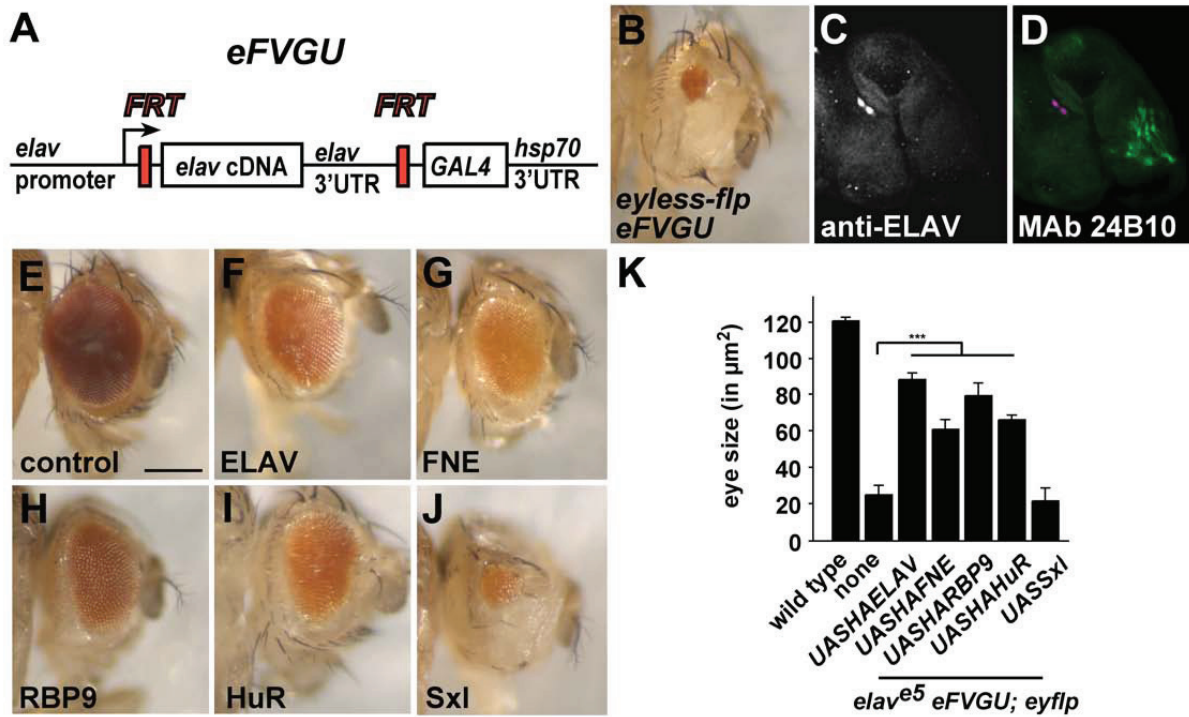 A
eFVGU
FRT FRT
elav promoter
elav cDNA
elav 3'UTR
GAL4
hsp70 3'UTR
B
eyless-flp
eFVGU
C
anti-ELAV
D
MAb 24B10
E
control
F
ELAV
G
FNE
H
RBP9
I
HuR
J
Sxl
K
eye size (in µm²)
120
100
80
60
40
20
0
***
wild type
none
UASHAELAV
UASHAFNE
UASHARBP9
UASHAHuR
UASSxl
elavᵉ⁵ eFVGU; eyflp